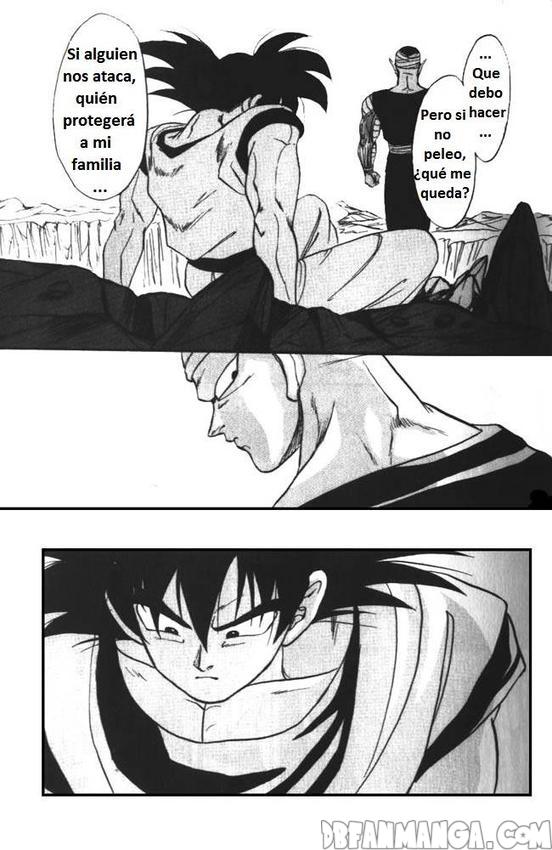 ...
Que
debo
hacer
...
Pero si
no
peleo,
¿qué me
queda?
Si alguien
nos ataca,
quién
protegerá
a mi
familia
...
DBFANMANGA.COM